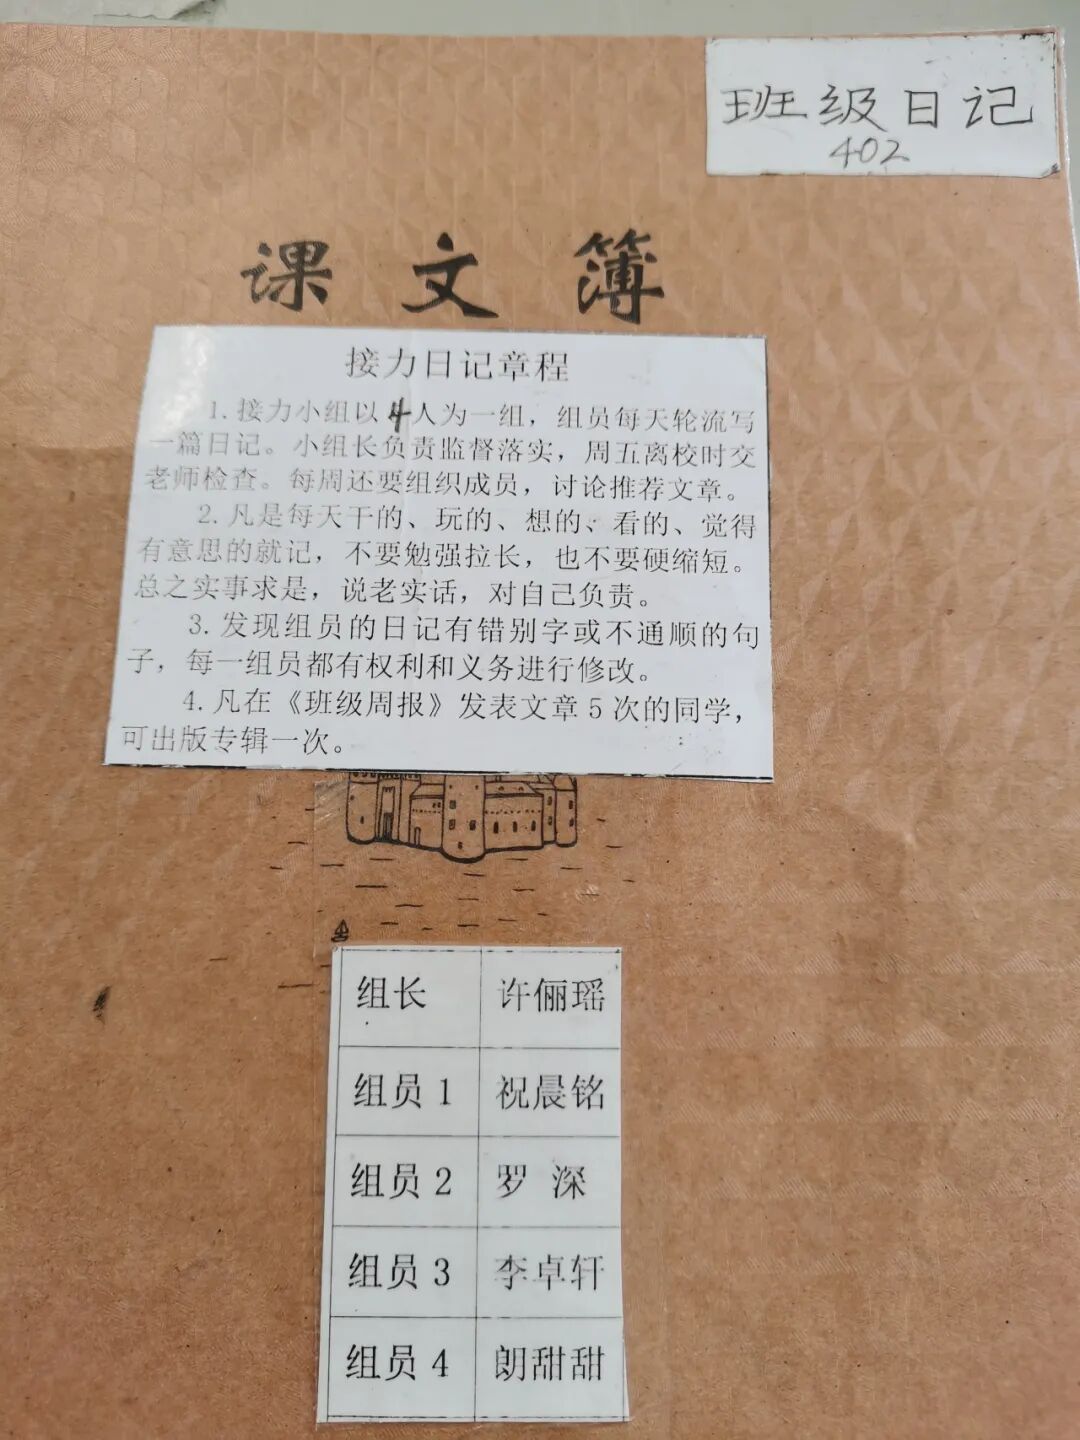 班级日记
402
课文簿
接力日记章程
1. 接力小组以4人为一组，组员每天轮流写
一篇日记。小组长负责监督落实，周五离校时交
老师检查。每周还要组织成员，讨论推荐文章。
2. 凡是每天干的、玩的、想的、看的、觉得
有意思的就记，不要勉强拉长，也不要硬缩短。
总之实事求是，说老实话，对自己负责。
3. 发现组员的日记有错别字或不通顺的句
子，每一组员都有权利和义务进行修改。
4. 凡在《班级周报》发表文章5次的同学，
可出版专辑一次。
组长 许俪瑶
组员1 祝晨铭
组员2 罗 深
组员3 李卓轩
组员4 朗甜甜